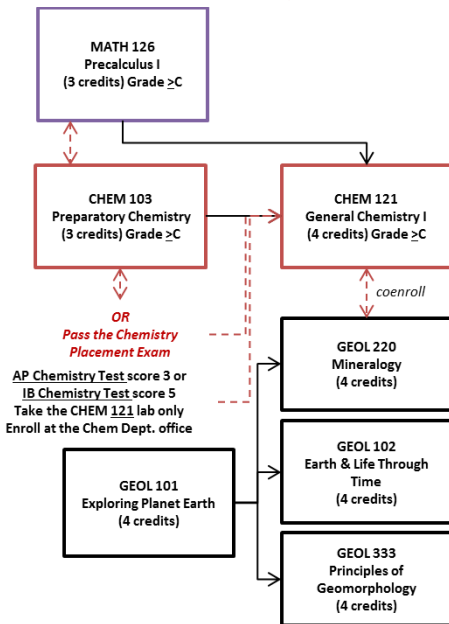 MATH 126
Precalculus I
(3 credits) Grade ≥C
CHEM 103
Preparatory Chemistry
(3 credits) Grade ≥C
CHEM 121
General Chemistry I
(4 credits) Grade ≥C
OR
Pass the Chemistry
Placement Exam
coenroll
AP Chemistry Test score 3 or
IB Chemistry Test score 5
Take the CHEM 121 lab only
Enroll at the Chem Dept. office
GEOL 220
Mineralogy
(4 credits)
GEOL 101
Exploring Planet Earth
(4 credits)
GEOL 102
Earth & Life Through
Time
(4 credits)
GEOL 333
Principles of
Geomorphology
(4 credits)